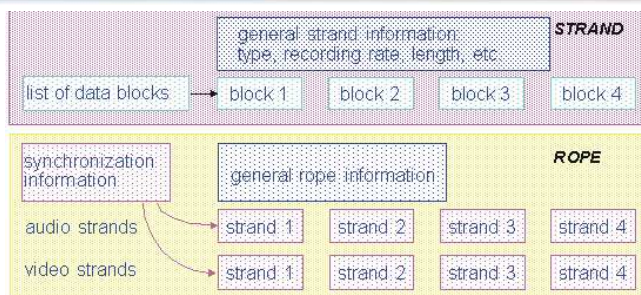 general strand information:
type, recording rate, length, etc.
STRAND
list of data blocks
block 1 block 2 block 3 block 4
synchronization
information
general rope information
ROPE
audio strands
strand 1 strand 2 strand 3 strand 4
video strands
strand 1 strand 2 strand 3 strand 4